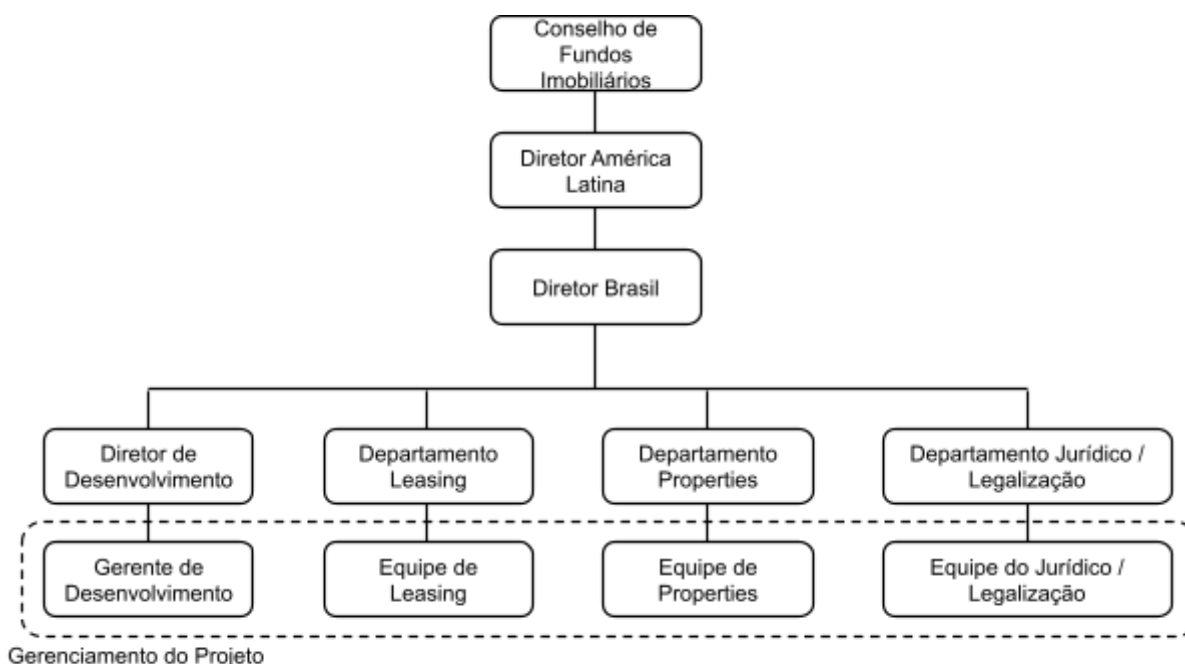 Conselho de
Fundos
Imobiliários
Diretor América
Latina
Diretor Brasil
Diretor de
Desenvolvimento
Departamento
Leasing
Departamento
Properties
Departamento Jurídico /
Legalização
Gerente de
Desenvolvimento
Equipe de
Leasing
Equipe de
Properties
Equipe do Jurídico /
Legalização
Gerenciamento do Projeto